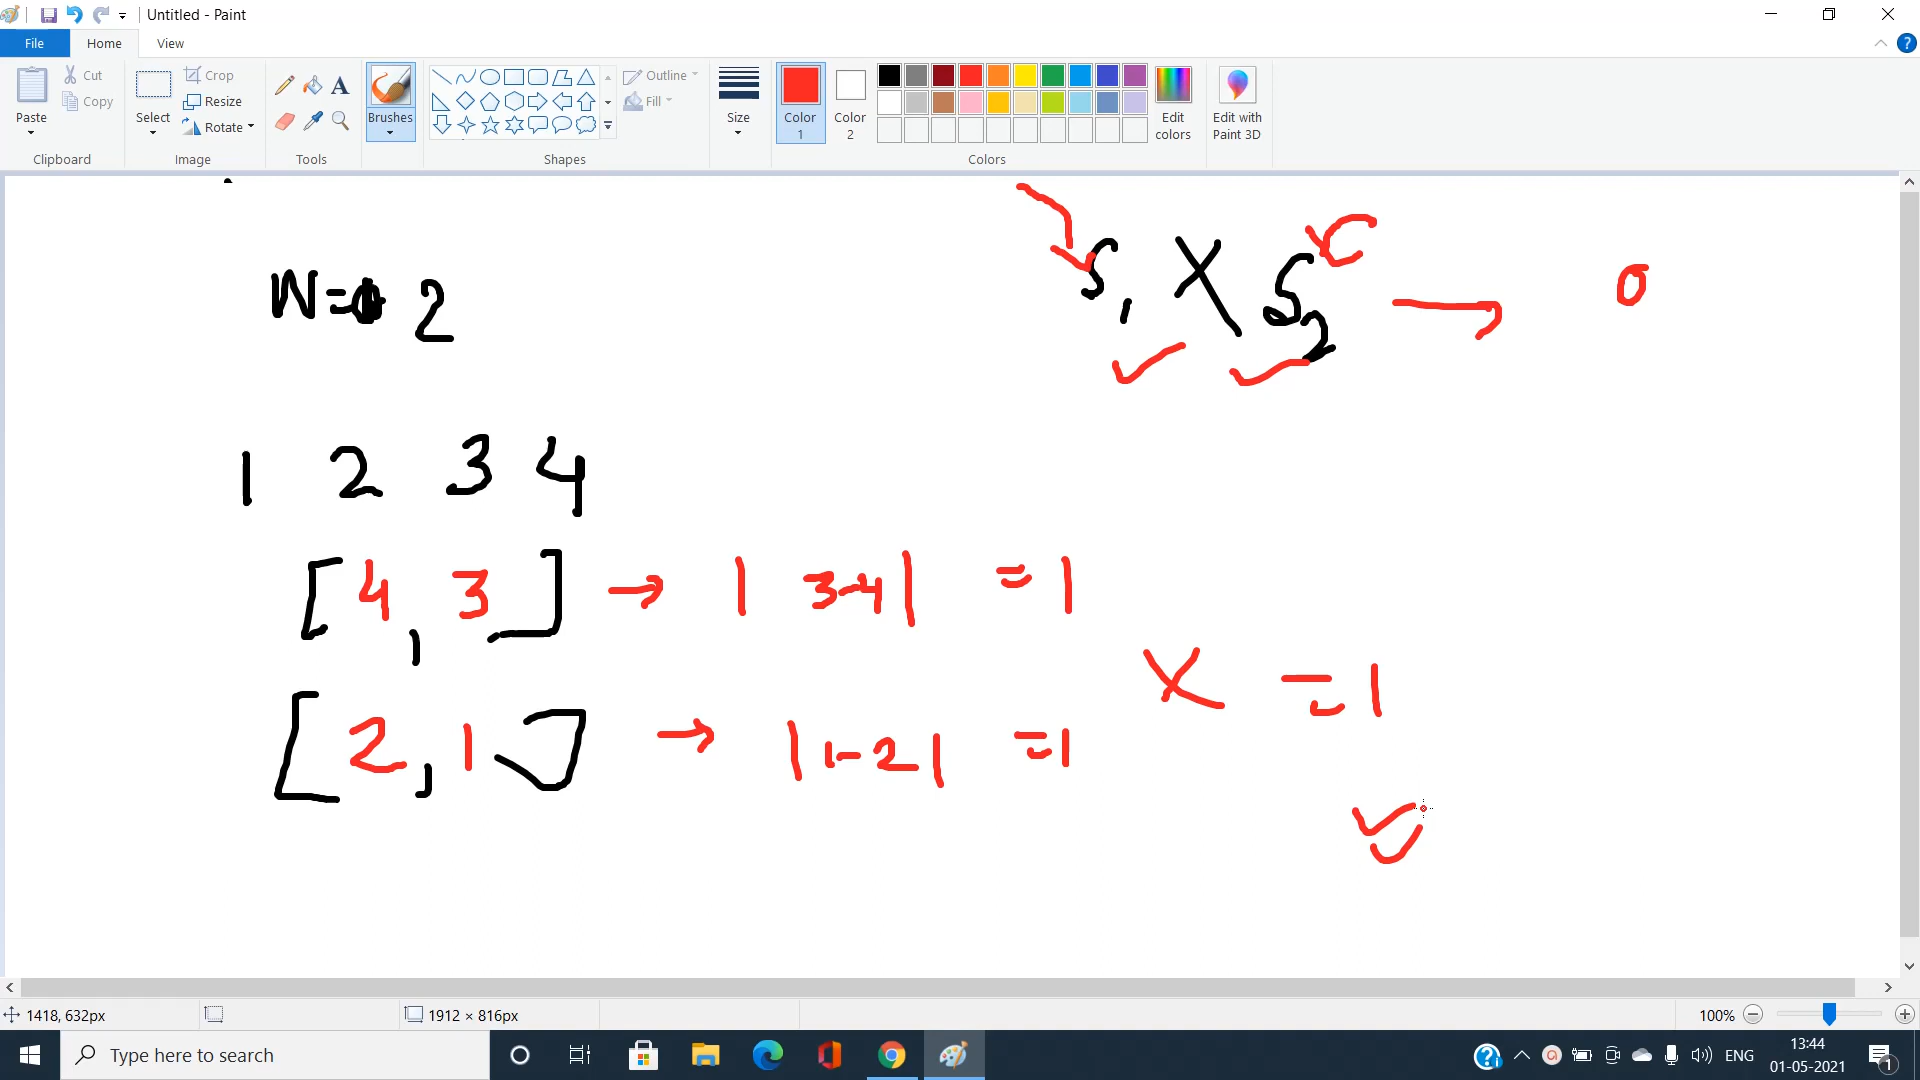 Untitled - Paint
File Home View
Paste
Cut
Copy
Clipboard
Select
Crop
Resize
Rotate
Image
Tools
Brushes
Outline
Fill
Shapes
Size
Color 1
Color 2
Edit colors
Colors
Edit with Paint 3D
N= 2
S1 X S2 → 0
1 2 3 4
[4, 3] → | 3-4| = 1
X = 1
[2, 1] → |1-2| =1
1418, 632px
1912 × 816px
100%
Type here to search
ENG
13:44
01-05-2021
1